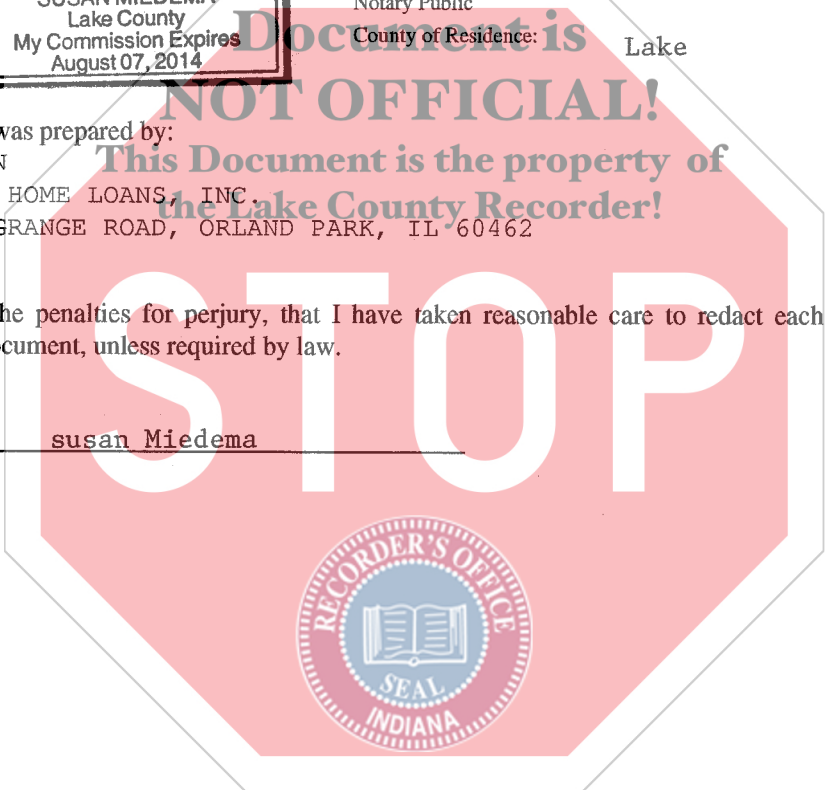 SUSAN MIEDEMA
Lake County
My Commission Expires
August 07, 2014
Notary Public
County of Residence: Lake
Document is
NOT OFFICIAL!
This Document is the property of
the Lake County Recorder!
was prepared by:
N
HOME LOANS, INC.
GRANGE ROAD, ORLAND PARK, IL 60462
he penalties for perjury, that I have taken reasonable care to redact each
cument, unless required by law.
susan Miedema
STOP
RECORDER'S OFFICE
SEAL
INDIANA